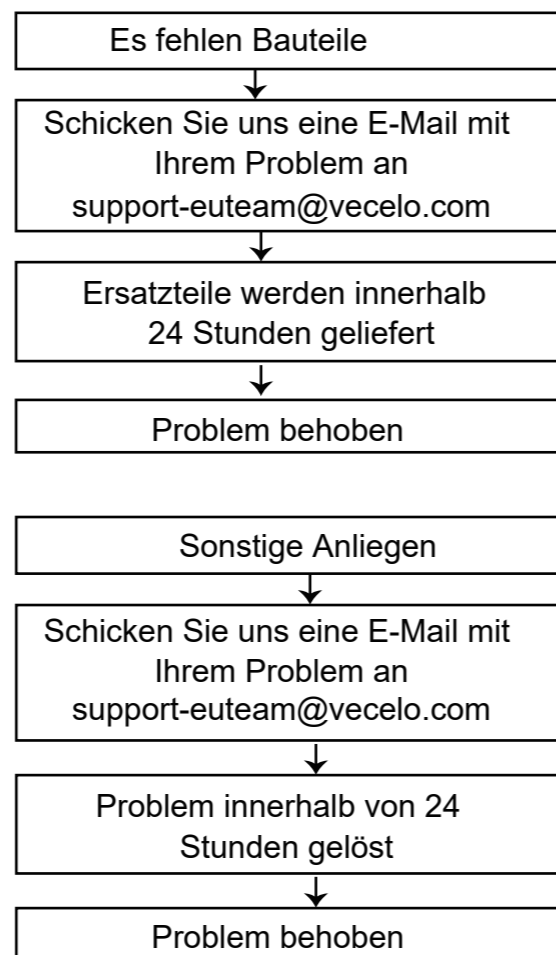 Es fehlen Bauteile
Schicken Sie uns eine E-Mail mit
Ihrem Problem an
support-euteam@vecelo.com
Ersatzteile werden innerhalb
24 Stunden geliefert
Problem behoben
Sonstige Anliegen
Schicken Sie uns eine E-Mail mit
Ihrem Problem an
support-euteam@vecelo.com
Problem innerhalb von 24
Stunden gelöst
Problem behoben